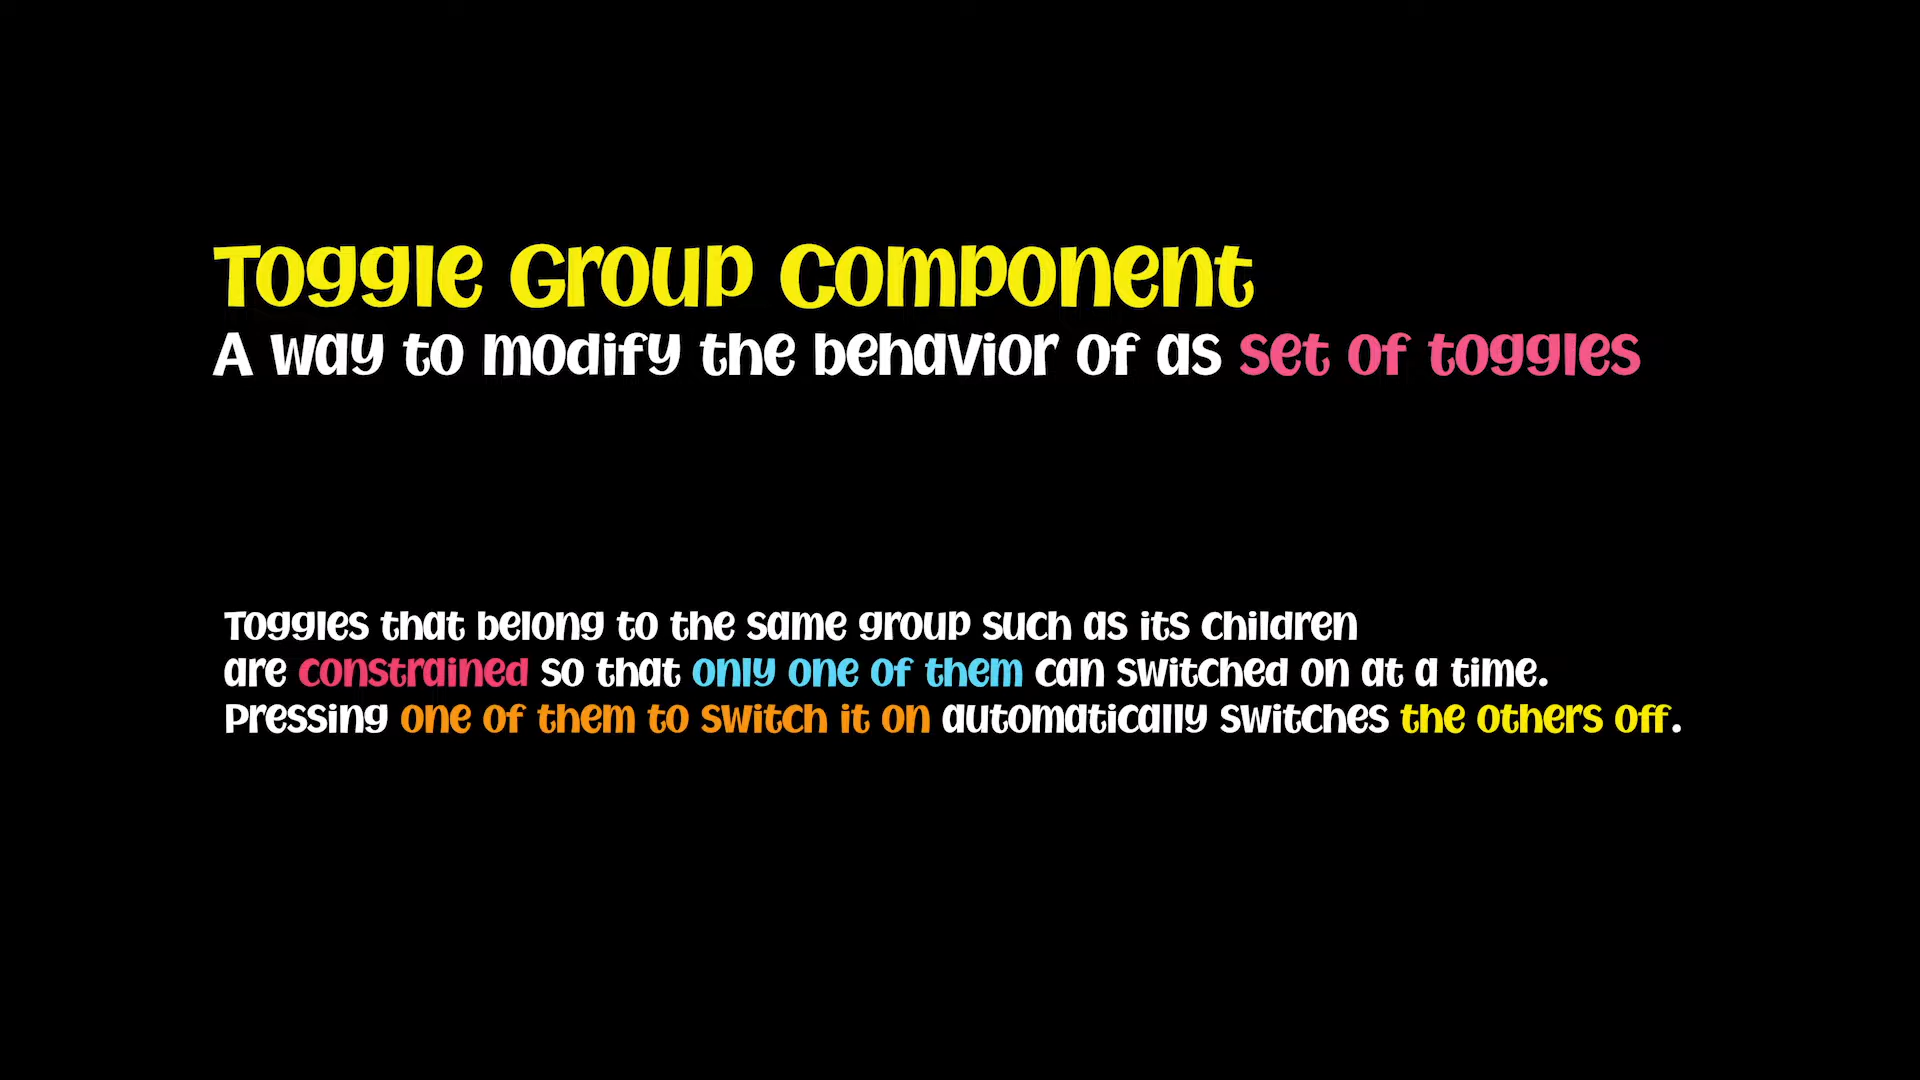 Toggle Group Component
A way to modify the behavior of as set of toggles
Toggles that belong to the same group such as its children
are constrained so that only one of them can switched on at a time.
Pressing one of them to switch it on automatically switches the others off.